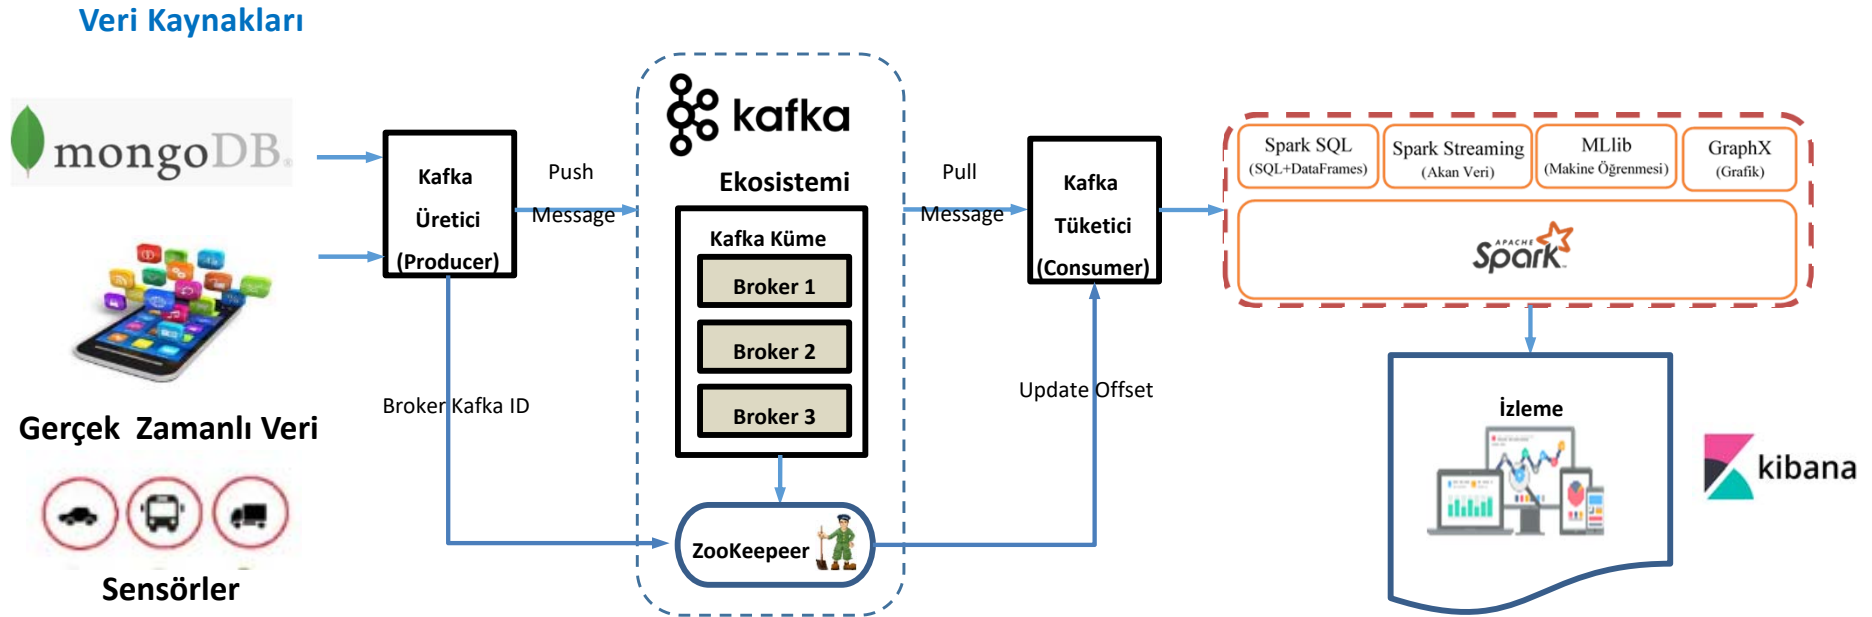 Veri Kaynakları
mongoDB®
Gerçek Zamanlı Veri
Sensörler
Kafka
Üretici
(Producer)
Push
Message
Broker Kafka ID
kafka
Ekosistemi
Kafka Küme
Broker 1
Broker 2
Broker 3
ZooKeepeer
Pull
Message
Kafka
Tüketici
(Consumer)
Update Offset
Spark SQL
(SQL+DataFrames)
Spark Streaming
(Akan Veri)
MLlib
(Makine Öğrenmesi)
GraphX
(Grafik)
APACHE
Spark™
İzleme
kibana